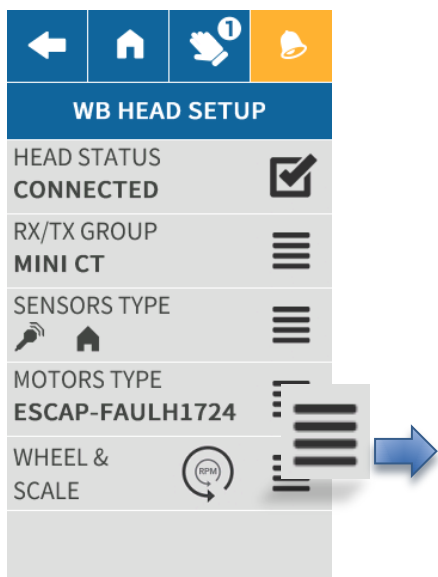 1
WB HEAD SETUP
HEAD STATUS
CONNECTED
RX/TX GROUP
MINI CT
SENSORS TYPE
MOTORS TYPE
ESCAP-FAULH1724
WHEEL &
RPM
SCALE